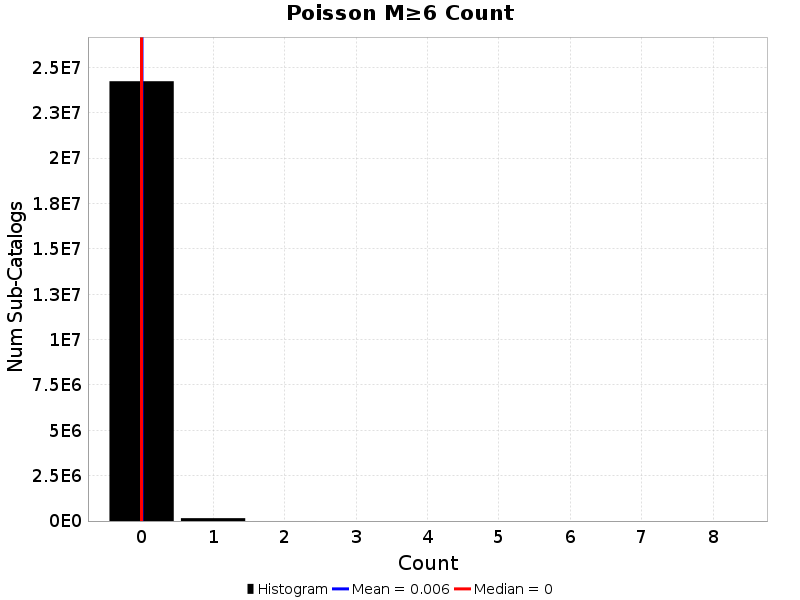 Poisson M≥6 Count
Num Sub-Catalogs
2.5E7
2.3E7
2E7
1.8E7
1.5E7
1.3E7
1E7
7.5E6
5E6
2.5E6
0E0
0 1 2 3 4 5 6 7 8
Count
Histogram Mean = 0.006 Median = 0